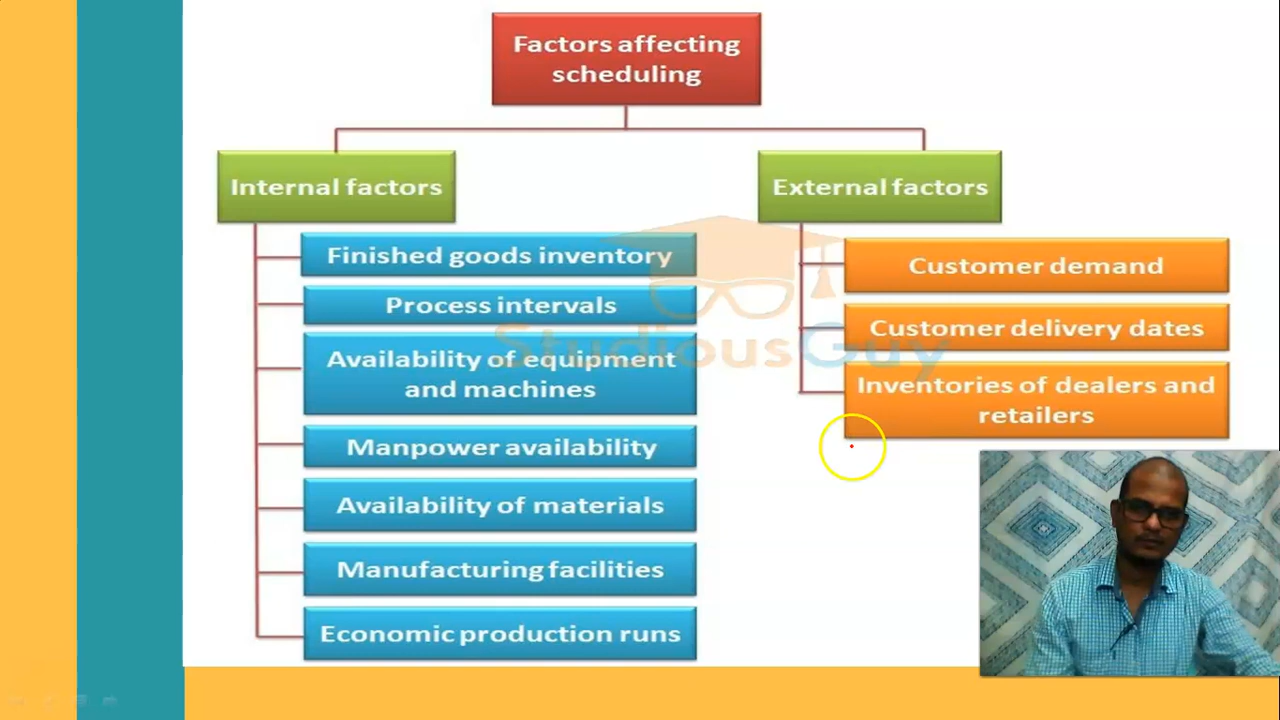 Factors affecting
scheduling
Internal factors
Finished goods inventory
Process intervals
Availability of equipment
and machines
Manpower availability
Availability of materials
Manufacturing facilities
Economic production runs
External factors
Customer demand
Customer delivery dates
Inventories of dealers and
retailers
StudiousGuy